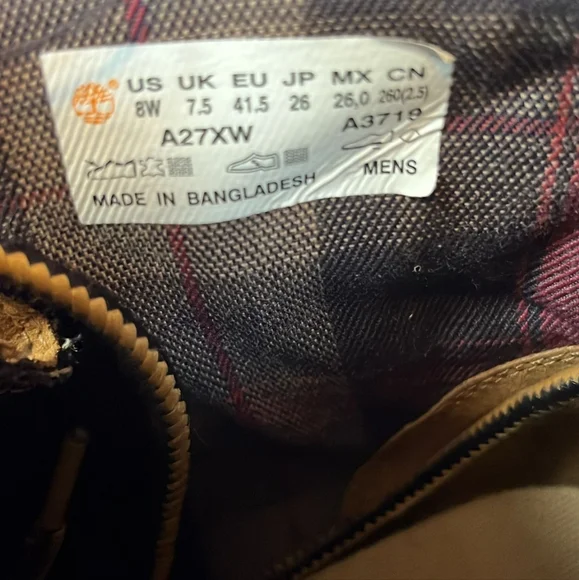 US UK EU JP MX CN
8W 7.5 41.5 26 26,0 260(2.5)
A27XW A3719
MADE IN BANGLADESH MENS